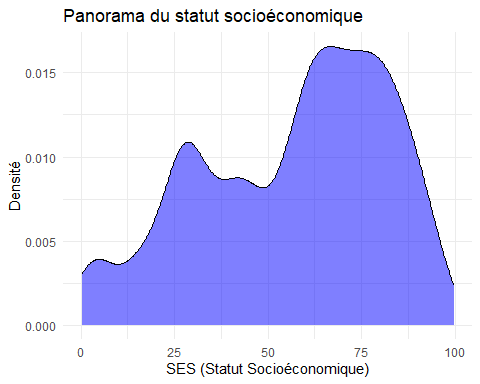 Panorama du statut socioéconomique
Densité
0.015
0.010
0.005
0.000
0 25 50 75 100
SES (Statut Socioéconomique)